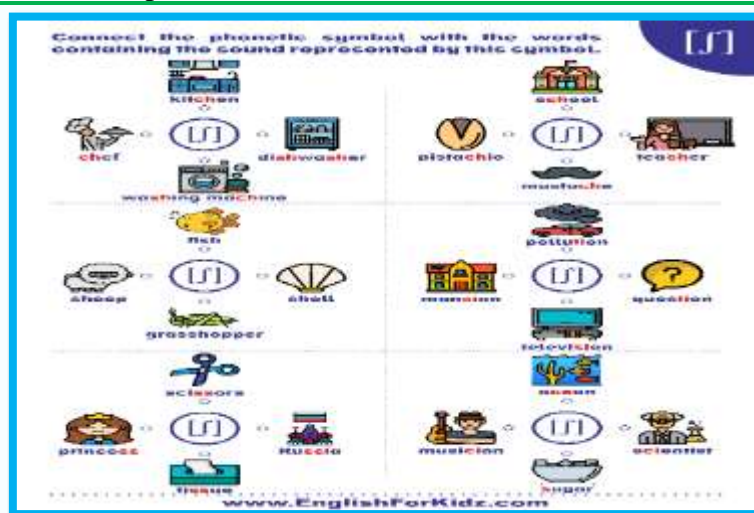 Connect the phonetic symbol with the words
containing the sound represented by this symbol.
[ʃ]
kitchen
chef
[ʃ]
dishwasher
washing machine
school
pistachio
[ʃ]
teacher
mustache
fish
sheep
[ʃ]
shell
grasshopper
pollution
mansion
[ʃ]
question
television
scissors
princess
[ʃ]
Russia
tissue
ocean
musician
[ʃ]
scientist
sugar
www.EnglishForKidz.com